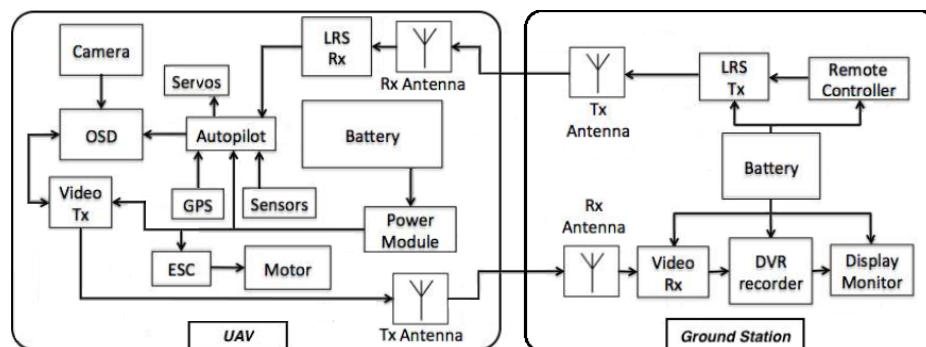 Camera
OSD
Video
Tx
Servos
Autopilot
GPS
Sensors
ESC
Motor
LRS
Rx
Rx Antenna
Battery
Power
Module
Tx Antenna
UAV
Tx
Antenna
LRS
Tx
Remote
Controller
Battery
Rx
Antenna
Video
Rx
DVR
recorder
Display
Monitor
Ground Station